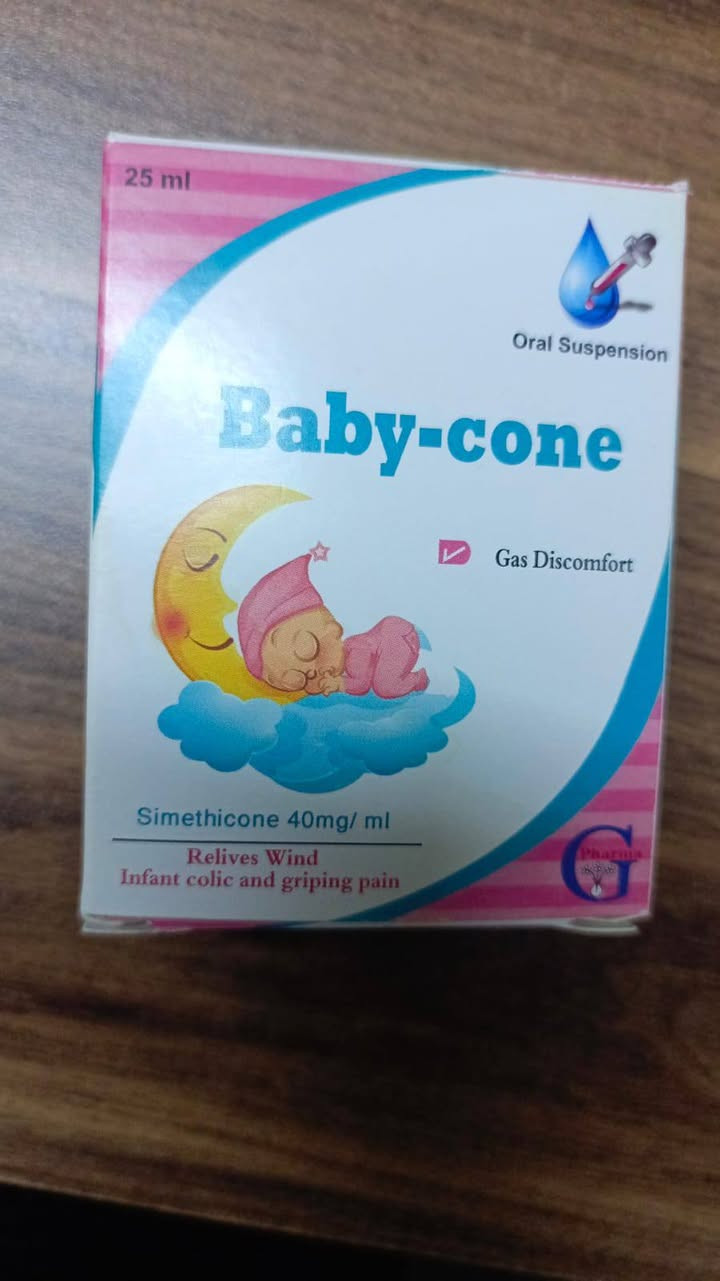 25 ml
Oral Suspension
Baby-cone
Gas Discomfort
Simethicone 40mg/ ml
Relives Wind
Infant colic and griping pain
G
Pharma